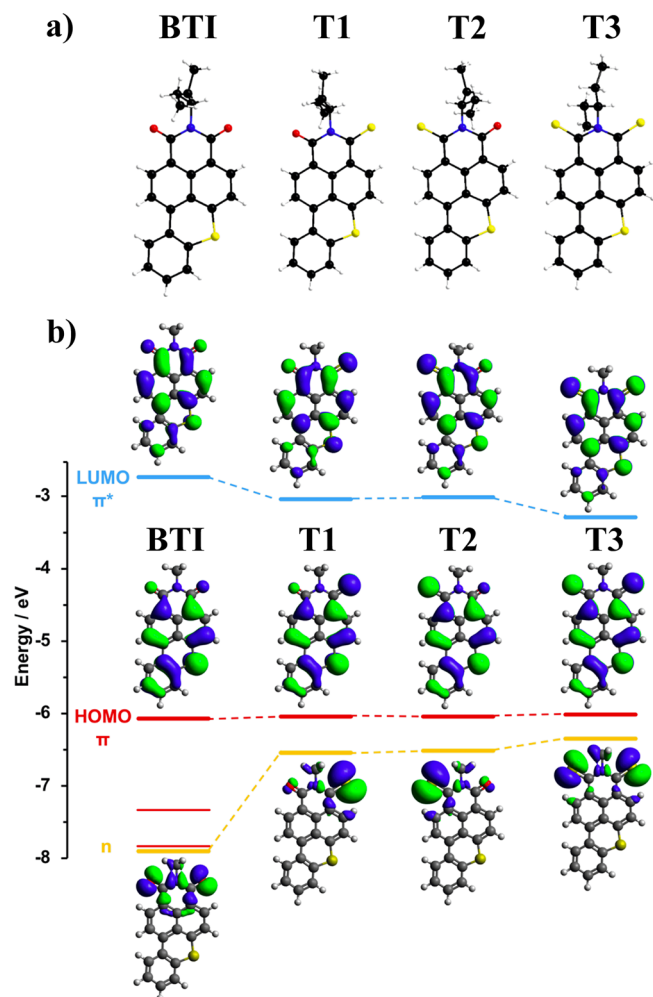 a)
BTI T1 T2 T3
b)
LUMO
π*
-3
BTI T1 T2 T3
-4
-5
Energy / eV
-6
HOMO
π
-7
n
-8